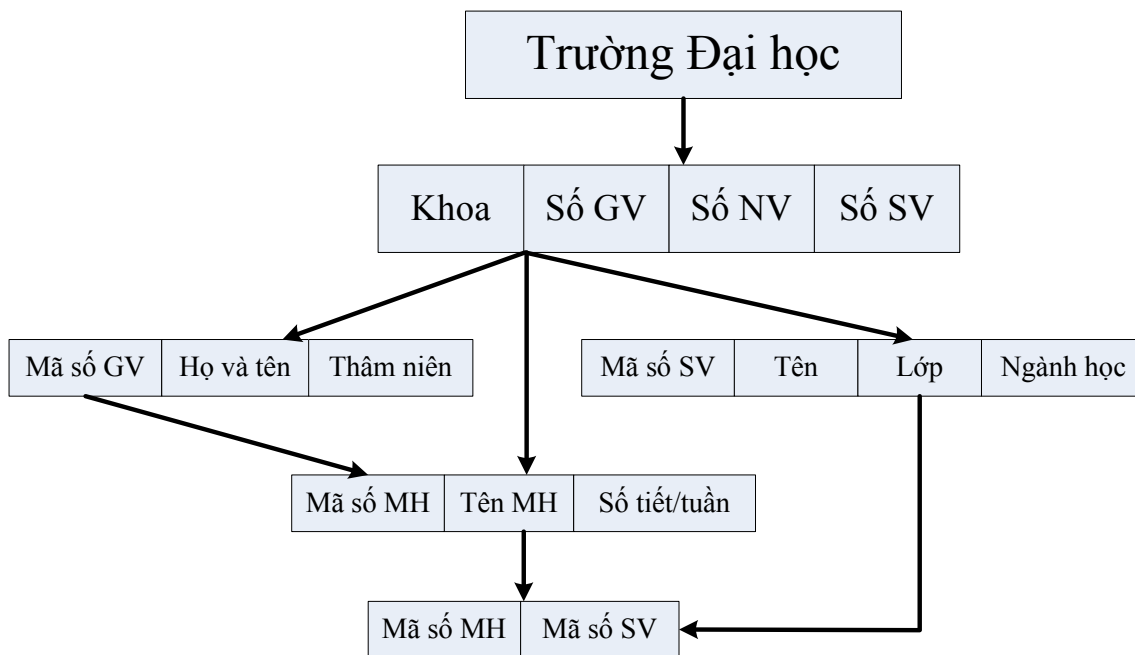 Trường Đại học
Khoa Số GV Số NV Số SV
Mã số GV Họ và tên Thâm niên Mã số SV Tên Lớp Ngành học
Mã số MH Tên MH Số tiết/tuần
Mã số MH Mã số SV